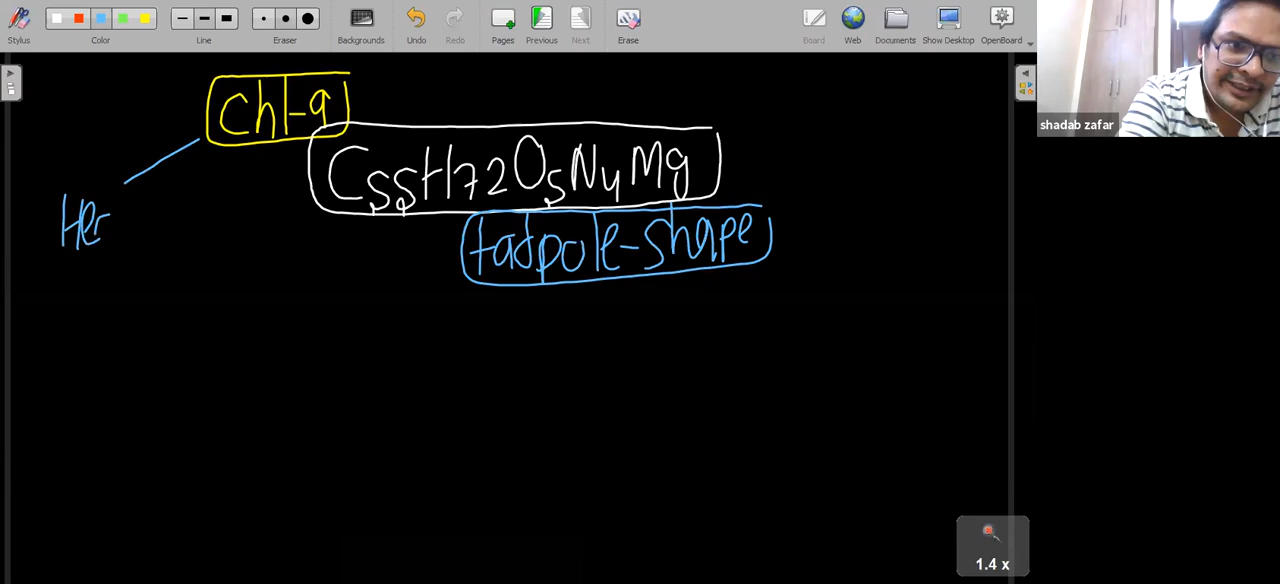 Stylus
Color
Line
Eraser
Backgrounds
Undo
Redo
Pages
Previous
Next
Erase
Board
Web
Documents
Show Desktop
OpenBoard
shadab zafar
Chl-a
C55H72O5N4Mg
Her
tadpole-shape
1.4 x